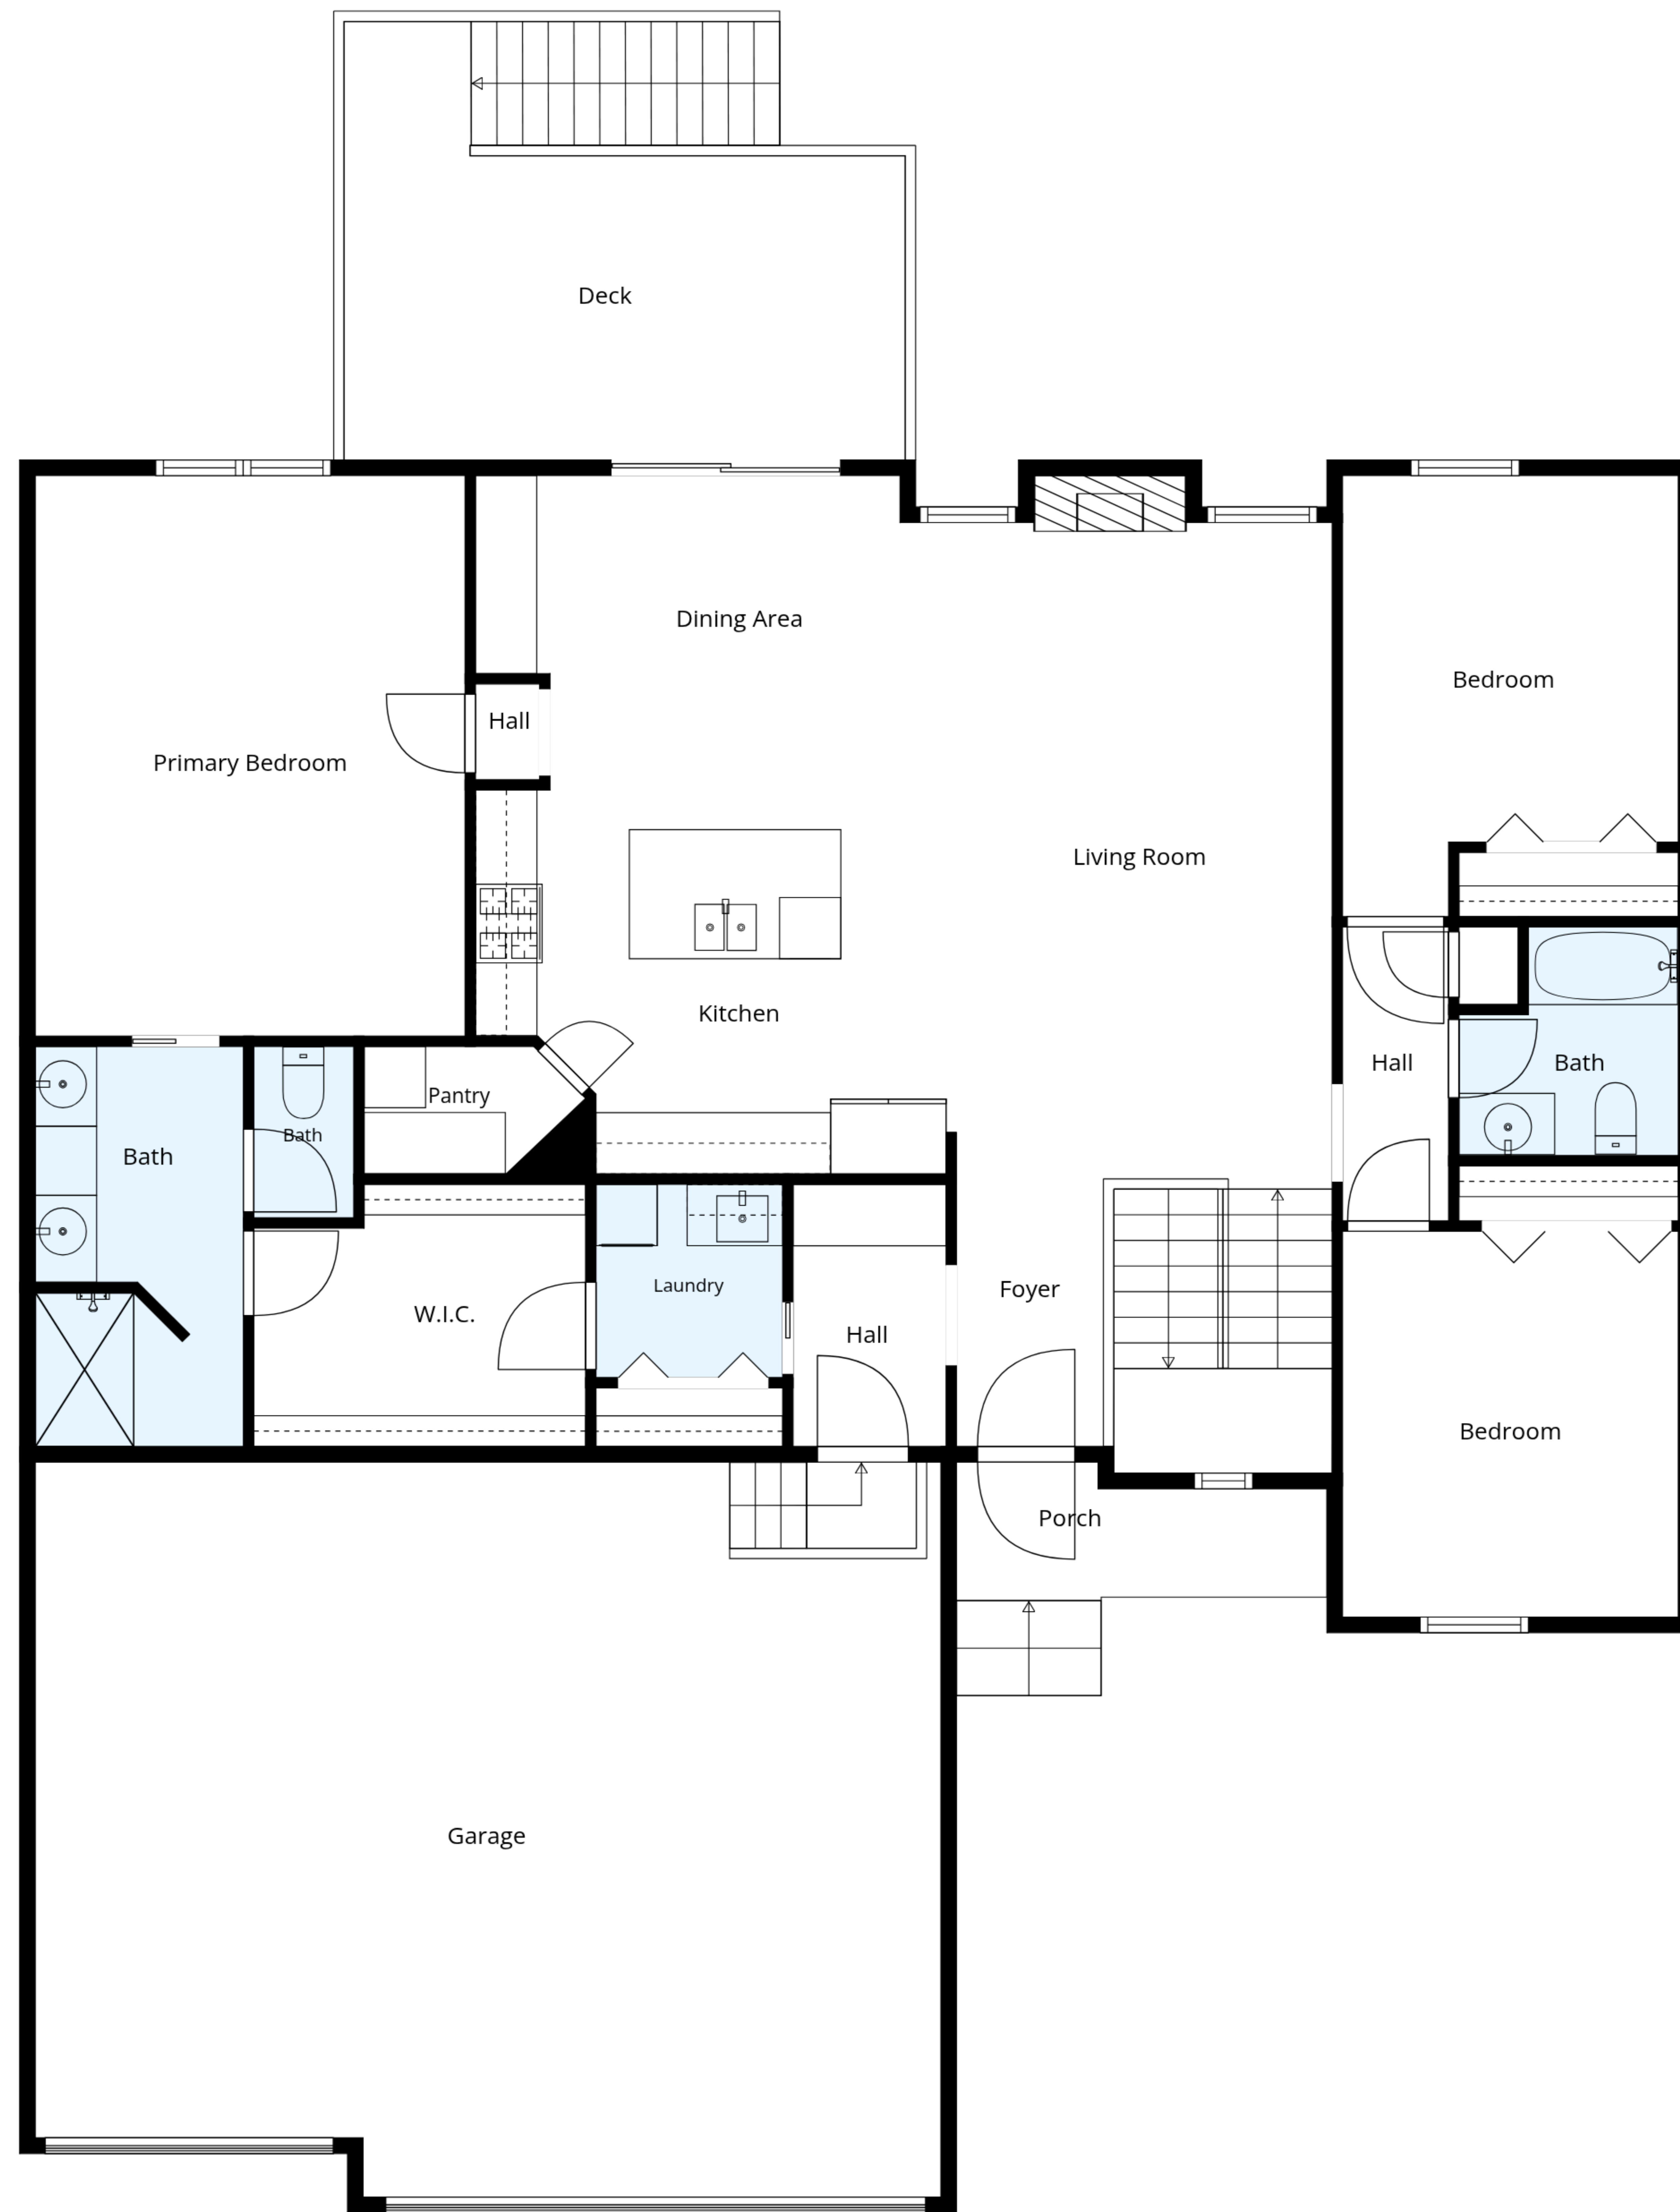 Deck
Dining Area
Bedroom
Hall
Primary Bedroom
Living Room
Kitchen
Hall
Bath
Pantry
Bath
Bath
Laundry
Foyer
W.I.C.
Hall
Bedroom
Porch
Garage